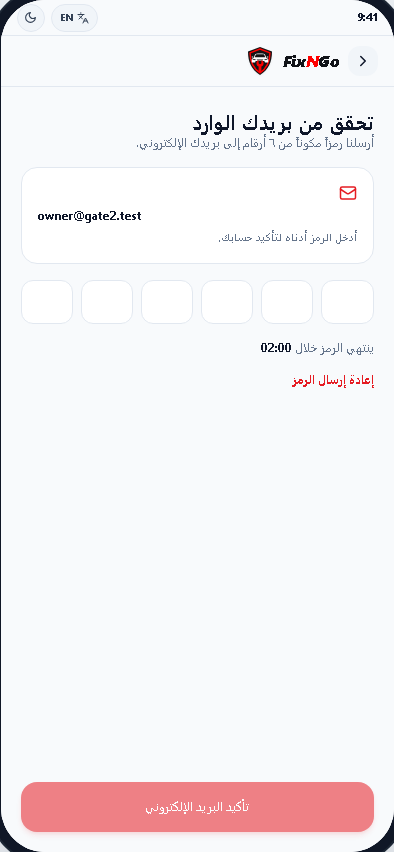 9:41
EN
FixNGo
تحقق من بريدك الوارد
أرسلنا رمزاً مكوناً من ٦ أرقام إلى بريدك الإلكتروني.
owner@gate2.test
أدخل الرمز أدناه لتأكيد حسابك.
ينتهي الرمز خلال 02:00
إعادة إرسال الرمز
تأكيد البريد الإلكتروني